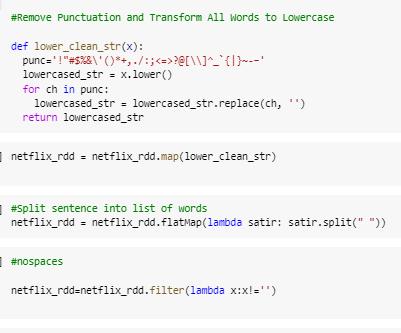 #Remove Punctuation and Transform All Words to Lowercase
def lower_clean_str(x):
punc='!"#$%&\'()*+,./:;<=>?@[\\]^_`{|}~--'
lowercased_str = x.lower()
for ch in punc:
lowercased_str = lowercased_str.replace(ch, '')
return lowercased_str
] netflix_rdd = netflix_rdd.map(lower_clean_str)
] #Split sentence into list of words
netflix_rdd = netflix_rdd.flatMap(lambda satir: satir.split(" "))
] #nospaces
netflix_rdd=netflix_rdd.filter(lambda x:x!='')